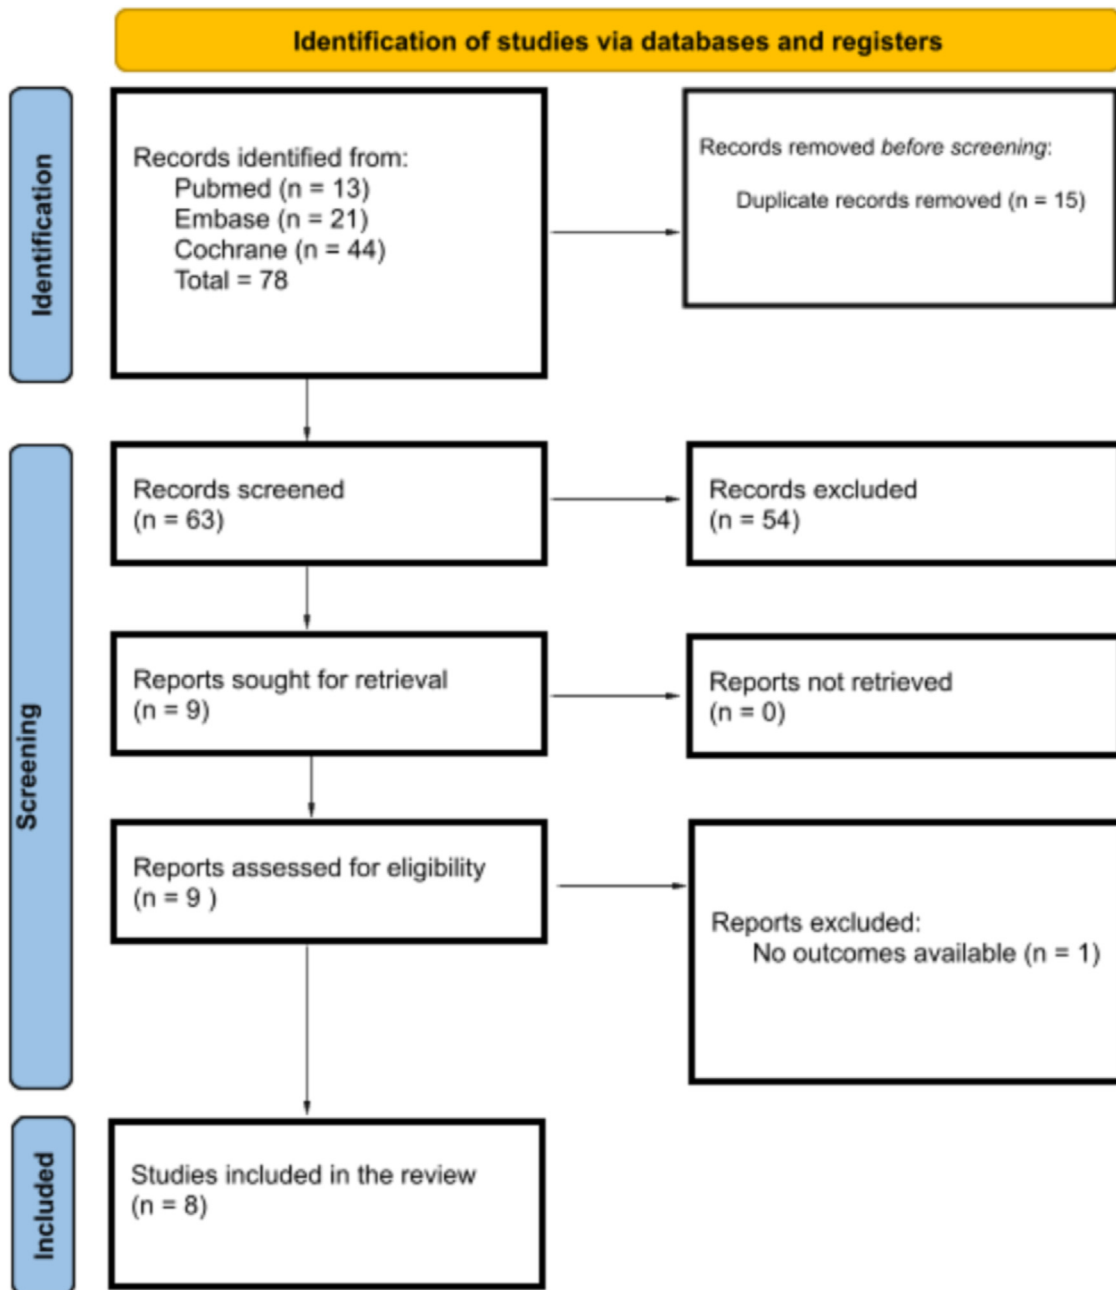 Identification of studies via databases and registers
Identification
Records identified from:
Pubmed (n = 13)
Embase (n = 21)
Cochrane (n = 44)
Total = 78
Records removed before screening:
Duplicate records removed (n = 15)
Screening
Records screened
(n = 63)
Records excluded
(n = 54)
Reports sought for retrieval
(n = 9)
Reports not retrieved
(n = 0)
Reports assessed for eligibility
(n = 9 )
Reports excluded:
No outcomes available (n = 1)
Included
Studies included in the review
(n = 8)